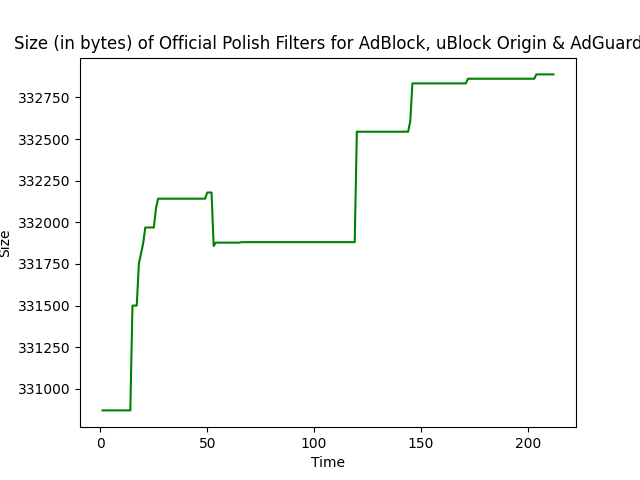 Size (in bytes) of Official Polish Filters for AdBlock, uBlock Origin & AdGuard
332750
332500
332250
332000
331750
331500
331250
331000
Size
0 50 100 150 200
Time